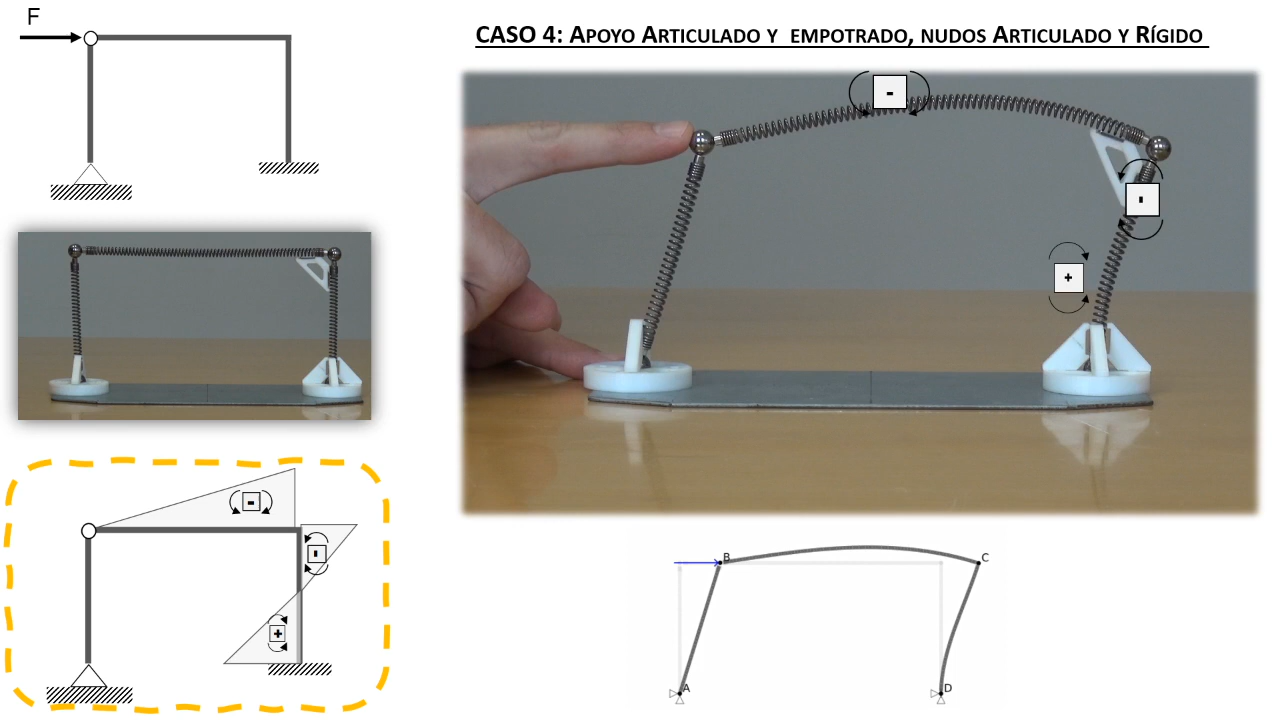 F
CASO 4: APOYO ARTICULADO Y EMPOTRADO, NUDOS ARTICULADO Y RÍGIDO
-
-
+
-
-
+
B
C
A
D